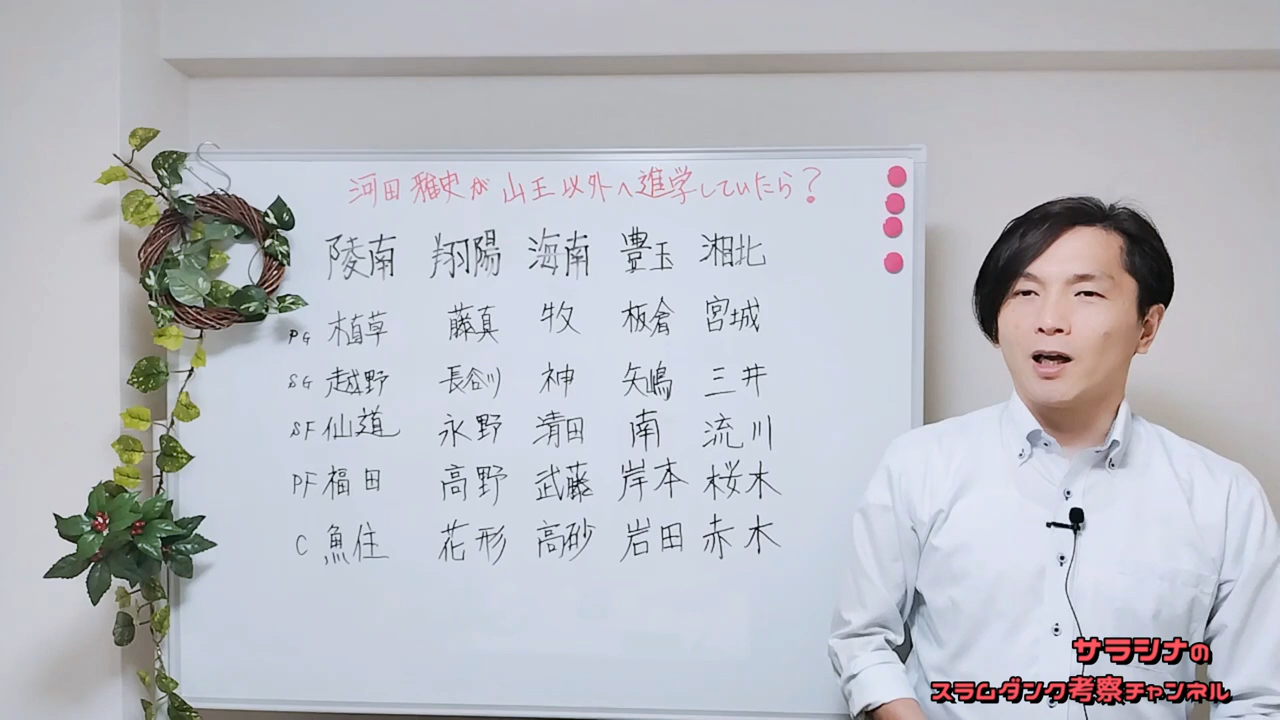 河田雅史が山王以外へ進学していたら?
陵南 翔陽 海南 豊玉 湘北
PG 植草 藤真 牧 板倉 宮城
SG 越野 長谷川 神 矢嶋 三井
SF 仙道 永野 清田 南 流川
PF 福田 高野 武藤 岸本 桜木
C 魚住 花形 高砂 岩田 赤木
サラシナの
スラムダンク考察チャンネル